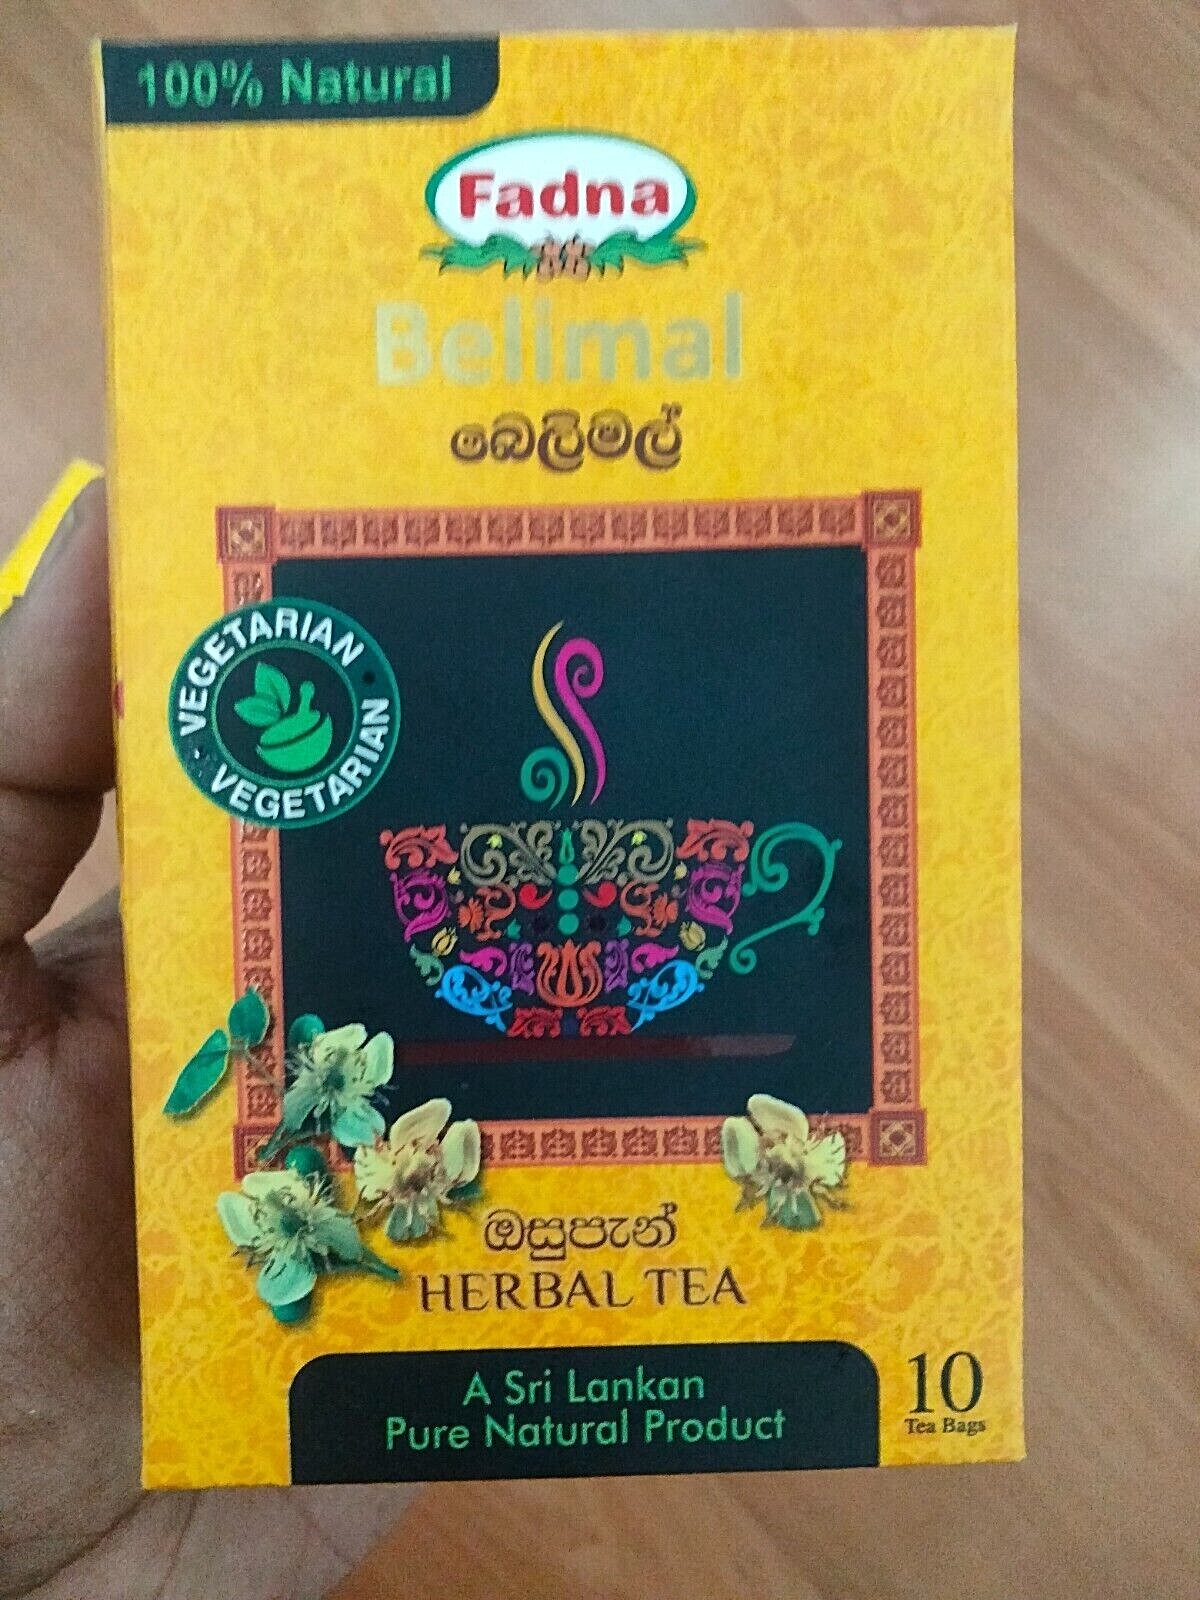 100% Natural
Fadna
Belimal
බෙලිමල්
VEGETARIAN
VEGETARIAN
ඔසුපැන්
HERBAL TEA
A Sri Lankan
Pure Natural Product
10
Tea Bags